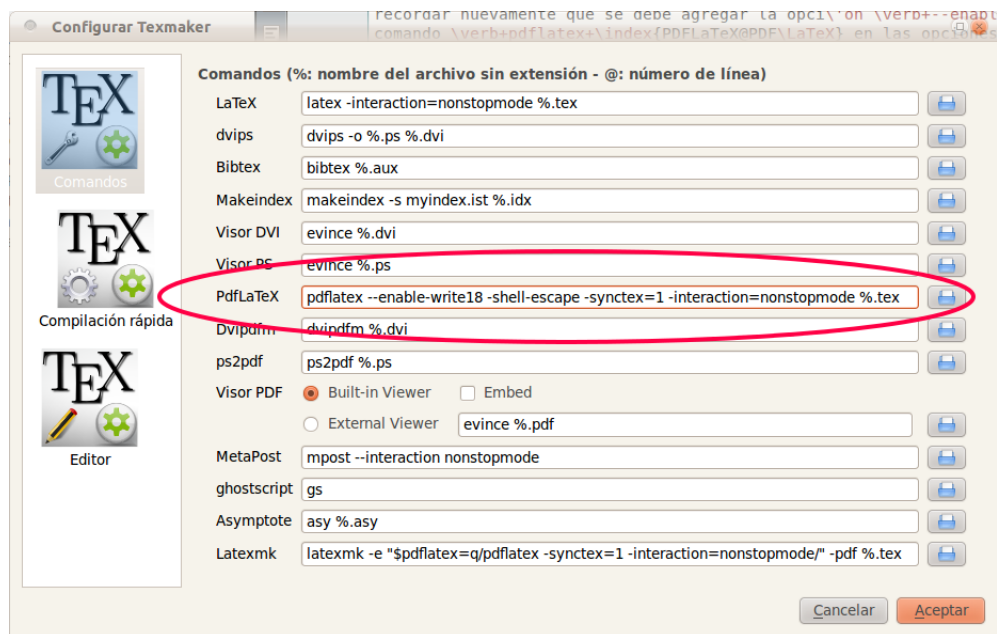 recordar nuevamente que se debe agregar la opci\'on \verb+--enabl
Configurar Texmaker
comando \verb+pdflatex+\index{PDFLaTeX@PDF\LaTeX} en las opciones
TEX
Comandos
TEX
Compilación rápida
TEX
Editor
Comandos (%: nombre del archivo sin extensión - @: número de línea)
LaTeX latex -interaction=nonstopmode %.tex
dvips dvips -o %.ps %.dvi
Bibtex bibtex %.aux
Makeindex makeindex -s myindex.ist %.idx
Visor DVI evince %.dvi
Visor PS evince %.ps
PdfLaTeX pdflatex --enable-write18 -shell-escape -synctex=1 -interaction=nonstopmode %.tex
Dvipdfm dvipdfm %.dvi
ps2pdf ps2pdf %.ps
Visor PDF Built-in Viewer Embed
External Viewer evince %.pdf
MetaPost mpost --interaction nonstopmode
ghostscript gs
Asymptote asy %.asy
Latexmk latexmk -e "$pdflatex=q/pdflatex -synctex=1 -interaction=nonstopmode/" -pdf %.tex
Cancelar Aceptar